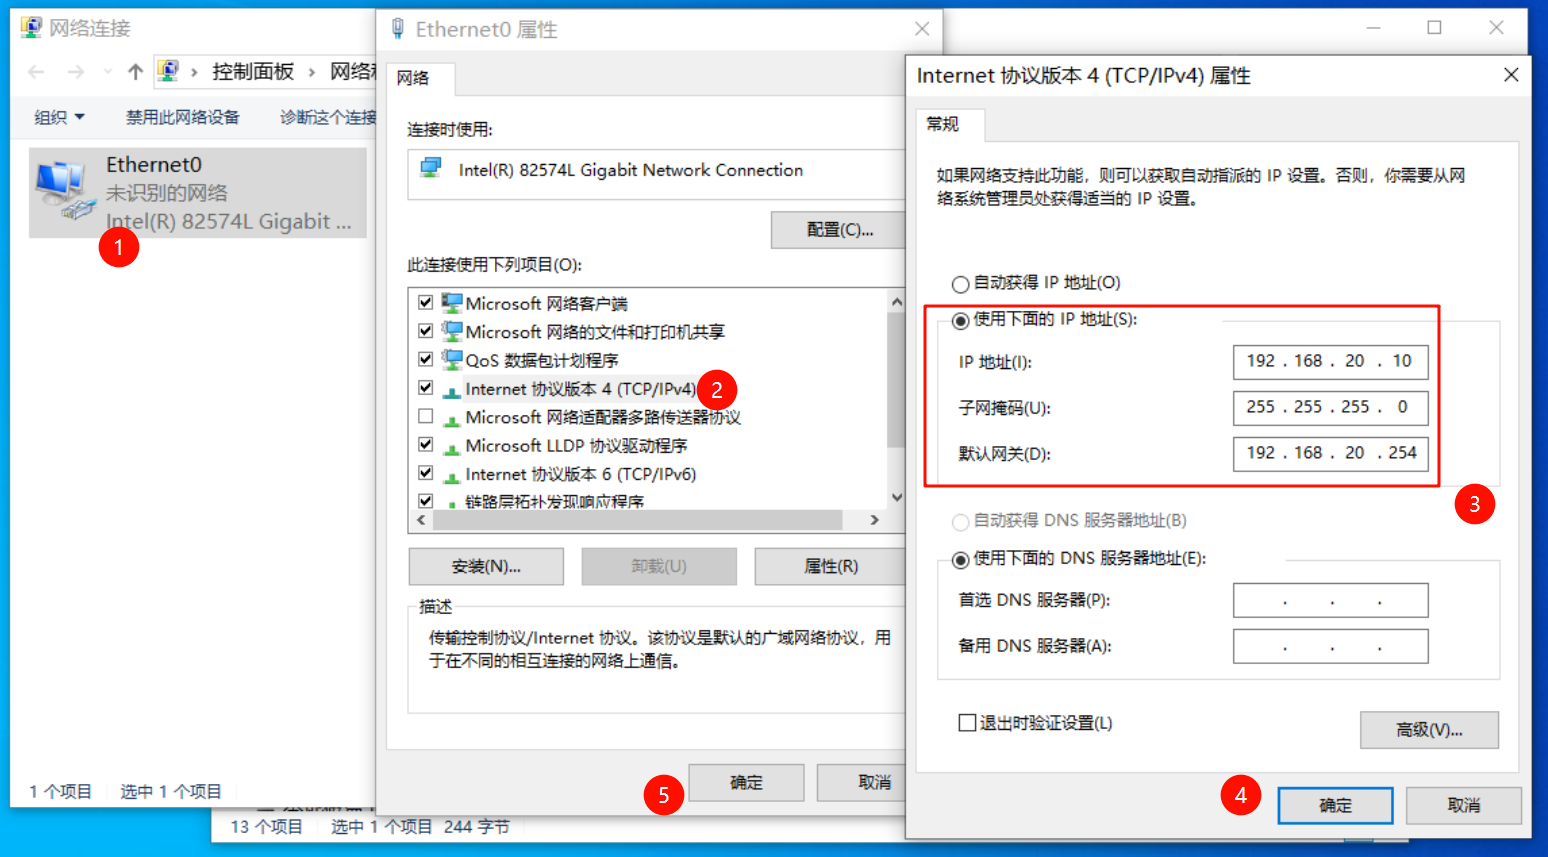 网络连接
控制面板 › 网络
组织
禁用此网络设备
诊断这个连接
Ethernet0
未识别的网络
Intel(R) 82574L Gigabit ...
1
1 个项目
选中 1 个项目
13 个项目
选中 1 个项目 244 字节
Ethernet0 属性
网络
连接时使用:
Intel(R) 82574L Gigabit Network Connection
配置(C)...
此连接使用下列项目(O):
Microsoft 网络客户端
Microsoft 网络的文件和打印机共享
QoS 数据包计划程序
Internet 协议版本 4 (TCP/IPv4)
2
Microsoft 网络适配器多路传送器协议
Microsoft LLDP 协议驱动程序
Internet 协议版本 6 (TCP/IPv6)
链路层拓扑发现响应程序
安装(N)...
卸载(U)
属性(R)
描述
传输控制协议/Internet 协议。该协议是默认的广域网络协议，用
于在不同的相互连接的网络上通信。
5
确定
取消
Internet 协议版本 4 (TCP/IPv4) 属性
常规
如果网络支持此功能，则可以获取自动指派的 IP 设置。否则，你需要从网
络系统管理员处获得适当的 IP 设置。
自动获得 IP 地址(O)
使用下面的 IP 地址(S):
IP 地址(I):
192 . 168 . 20 . 10
子网掩码(U):
255 . 255 . 255 . 0
默认网关(D):
192 . 168 . 20 . 254
3
自动获得 DNS 服务器地址(B)
使用下面的 DNS 服务器地址(E):
首选 DNS 服务器(P):
. . .
备用 DNS 服务器(A):
. . .
退出时验证设置(L)
高级(V)...
4
确定
取消